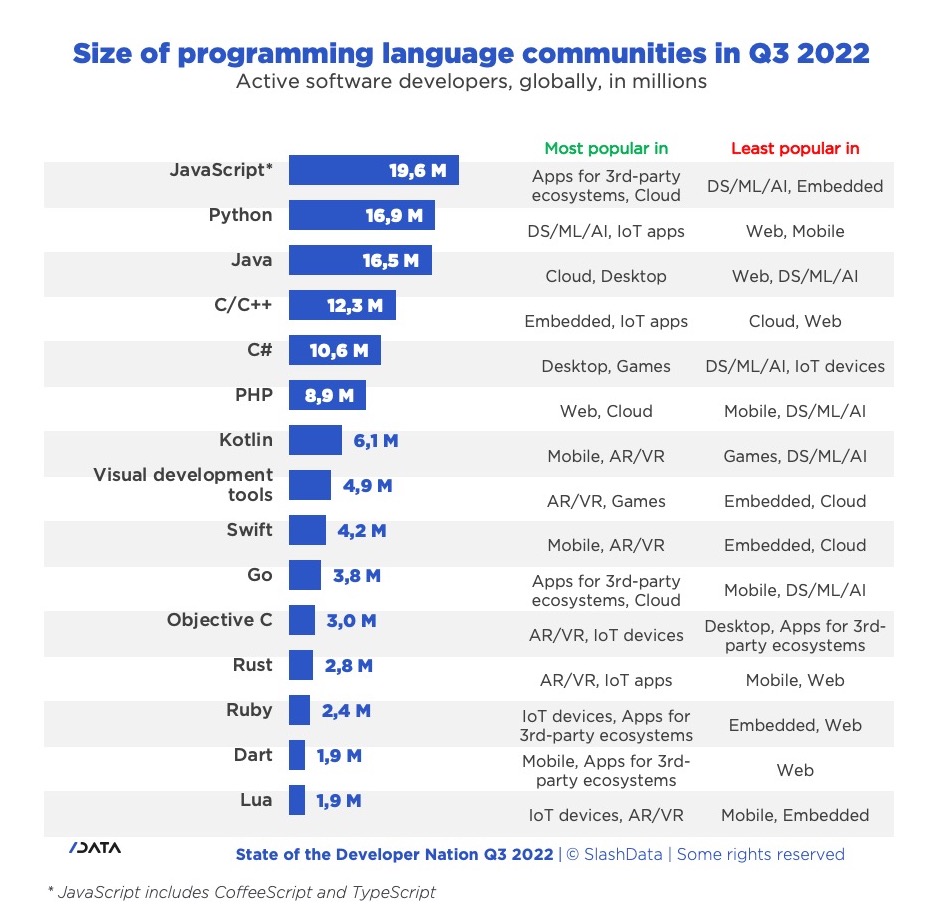 Size of programming language communities in Q3 2022
Active software developers, globally, in millions
Most popular in
Least popular in
JavaScript*
19,6 M
Apps for 3rd-party
ecosystems, Cloud
DS/ML/AI, Embedded
Python
16,9 M
DS/ML/AI, IoT apps
Web, Mobile
Java
16,5 M
Cloud, Desktop
Web, DS/ML/AI
C/C++
12,3 M
Embedded, IoT apps
Cloud, Web
C#
10,6 M
Desktop, Games
DS/ML/AI, IoT devices
PHP
8,9 M
Web, Cloud
Mobile, DS/ML/AI
Kotlin
6,1 M
Mobile, AR/VR
Games, DS/ML/AI
Visual development
tools
4,9 M
AR/VR, Games
Embedded, Cloud
Swift
4,2 M
Mobile, AR/VR
Embedded, Cloud
Go
3,8 M
Apps for 3rd-party
ecosystems, Cloud
Mobile, DS/ML/AI
Objective C
3,0 M
AR/VR, IoT devices
Desktop, Apps for 3rd-
party ecosystems
Rust
2,8 M
AR/VR, IoT apps
Mobile, Web
Ruby
2,4 M
IoT devices, Apps for
3rd-party ecosystems
Embedded, Web
Dart
1,9 M
Mobile, Apps for 3rd-
party ecosystems
Web
Lua
1,9 M
IoT devices, AR/VR
Mobile, Embedded
/DATA
State of the Developer Nation Q3 2022 | © SlashData | Some rights reserved
* JavaScript includes CoffeeScript and TypeScript